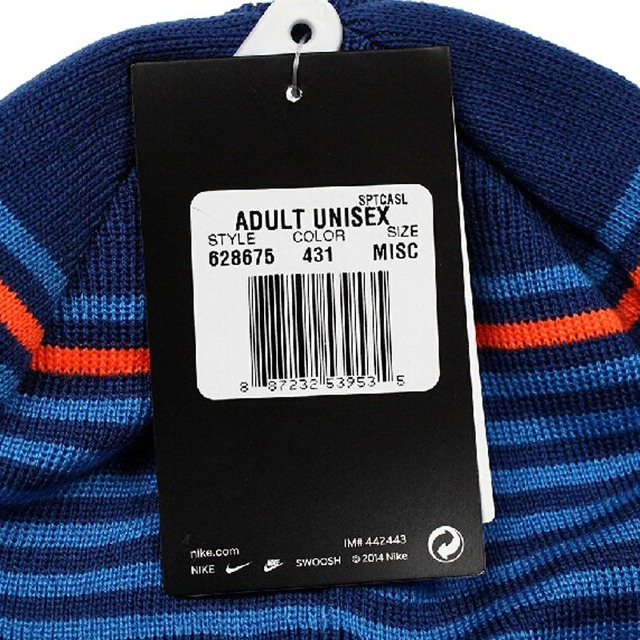 SPTCASL
ADULT UNISEX
STYLE COLOR SIZE
628675 431 MISC
8 87232 53953 5
IM# 442443
nike.com
NIKE NIKE SWOOSH © 2014 Nike